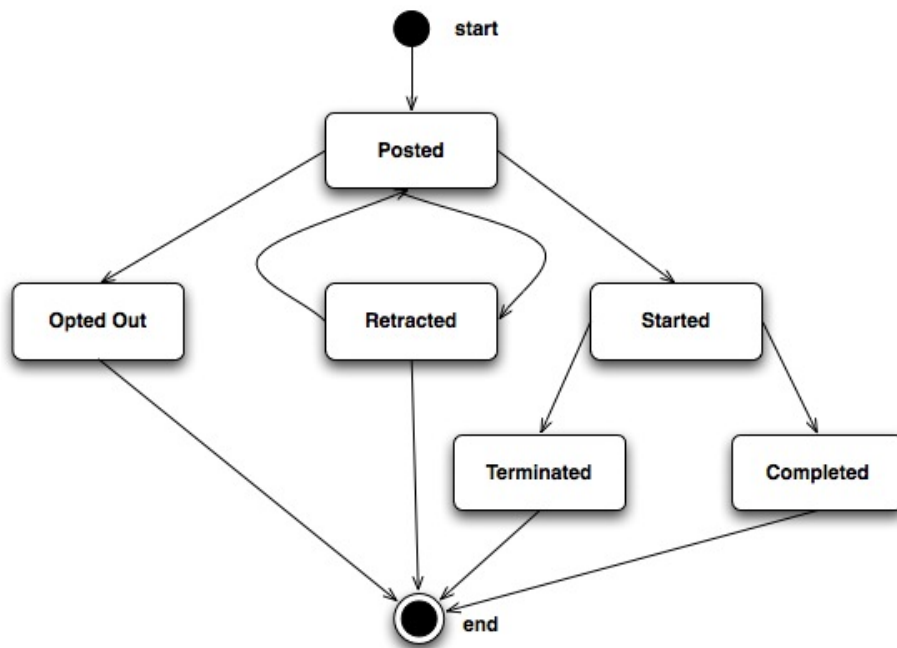 start
Posted
Opted Out
Retracted
Started
Terminated
Completed
end